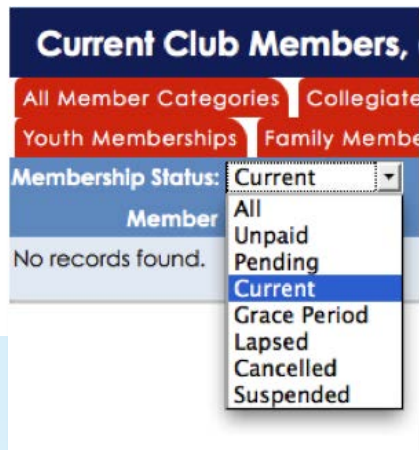 Current Club Members,
All Member Categories Collegiate
Youth Memberships Family Membe
Membership Status: Current
Member
No records found.
All
Unpaid
Pending
Current
Grace Period
Lapsed
Cancelled
Suspended